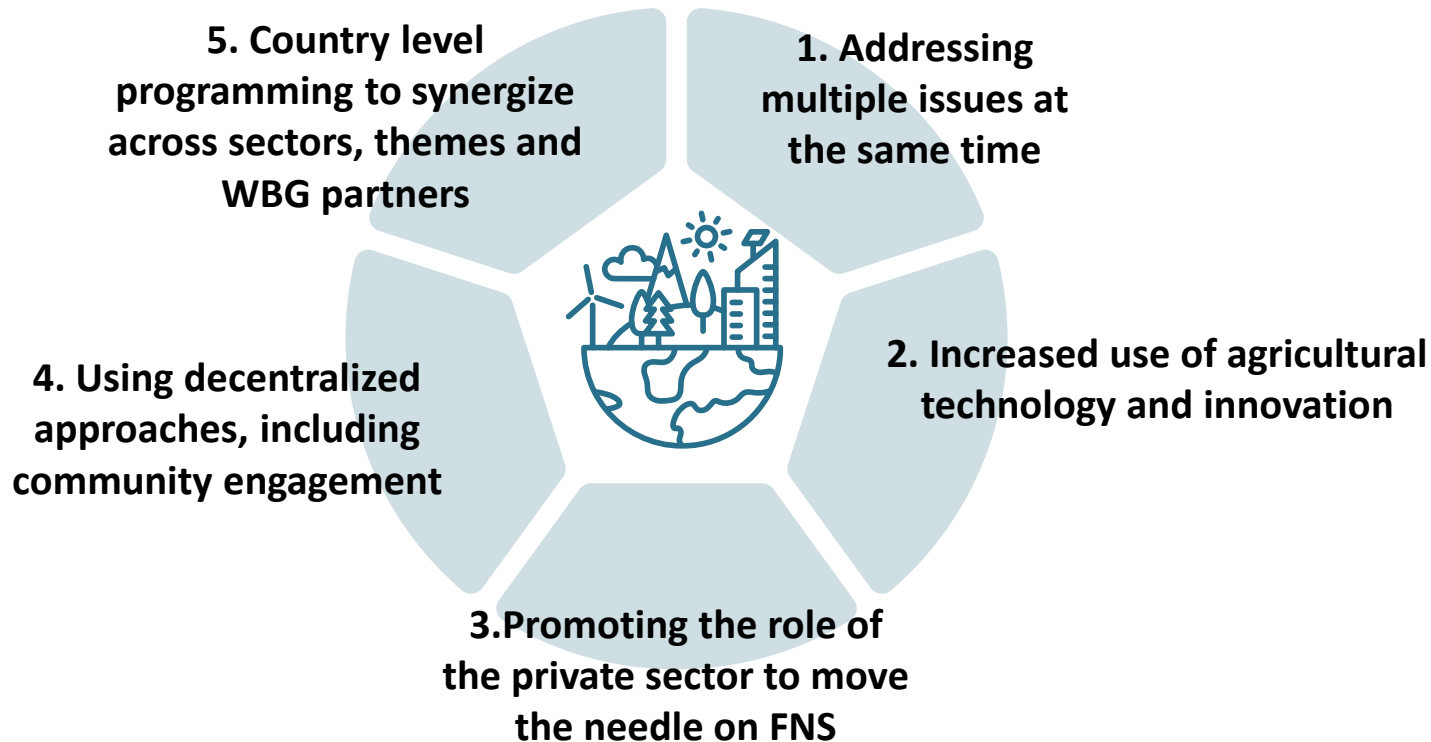 1. Addressing
multiple issues at
the same time
2. Increased use of agricultural
technology and innovation
3.Promoting the role of
the private sector to move
the needle on FNS
4. Using decentralized
approaches, including
community engagement
5. Country level
programming to synergize
across sectors, themes and
WBG partners